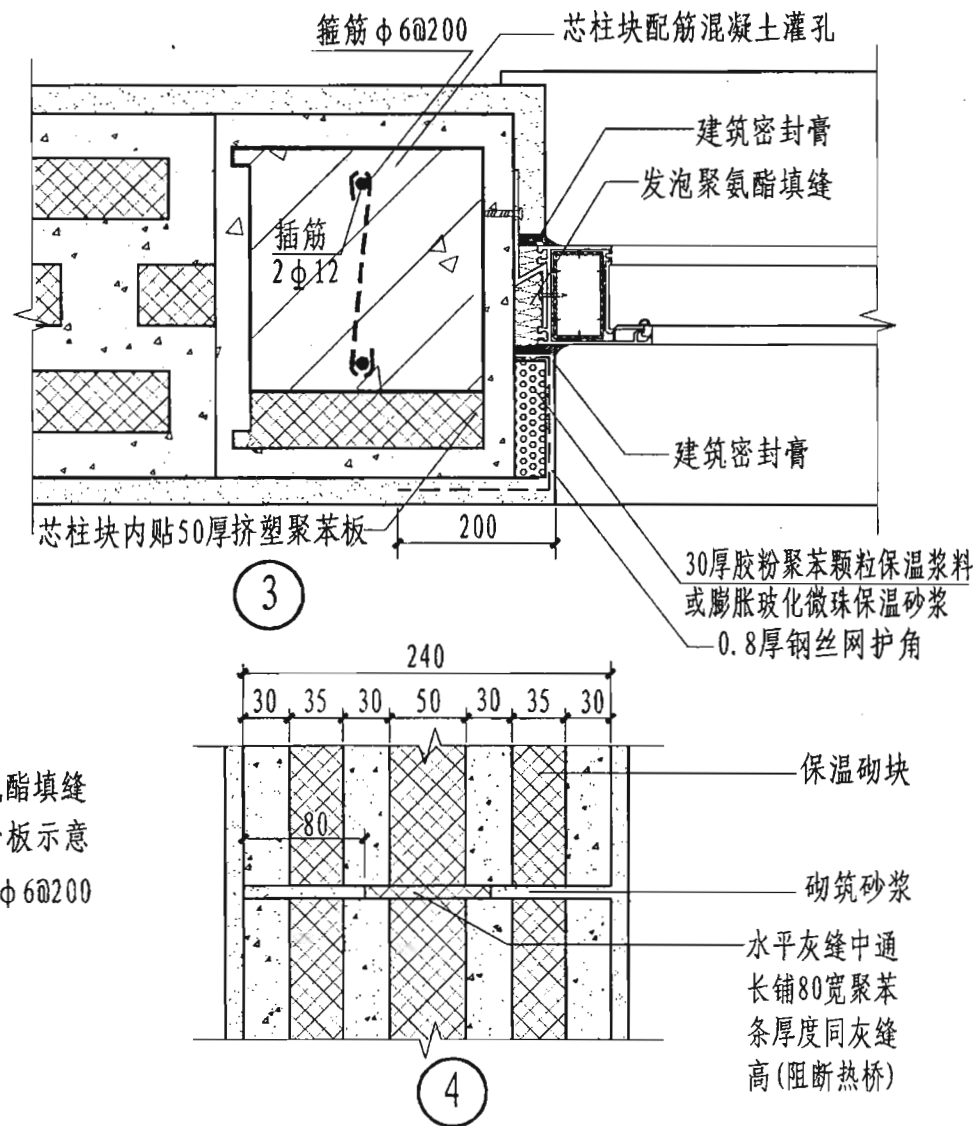 箍筋φ6@200
芯柱块配筋混凝土灌孔
建筑密封膏
发泡聚氨酯填缝
插筋
2φ12
建筑密封膏
芯柱块内贴50厚挤塑聚苯板
200
30厚胶粉聚苯颗粒保温浆料
或膨胀玻化微珠保温砂浆
0.8厚钢丝网护角
3
240
30 35 30 50 30 35 30
保温砌块
酯填缝
板示意
80
φ6@200
砌筑砂浆
水平灰缝中通
长铺80宽聚苯
条厚度同灰缝
高(阻断热桥)
4